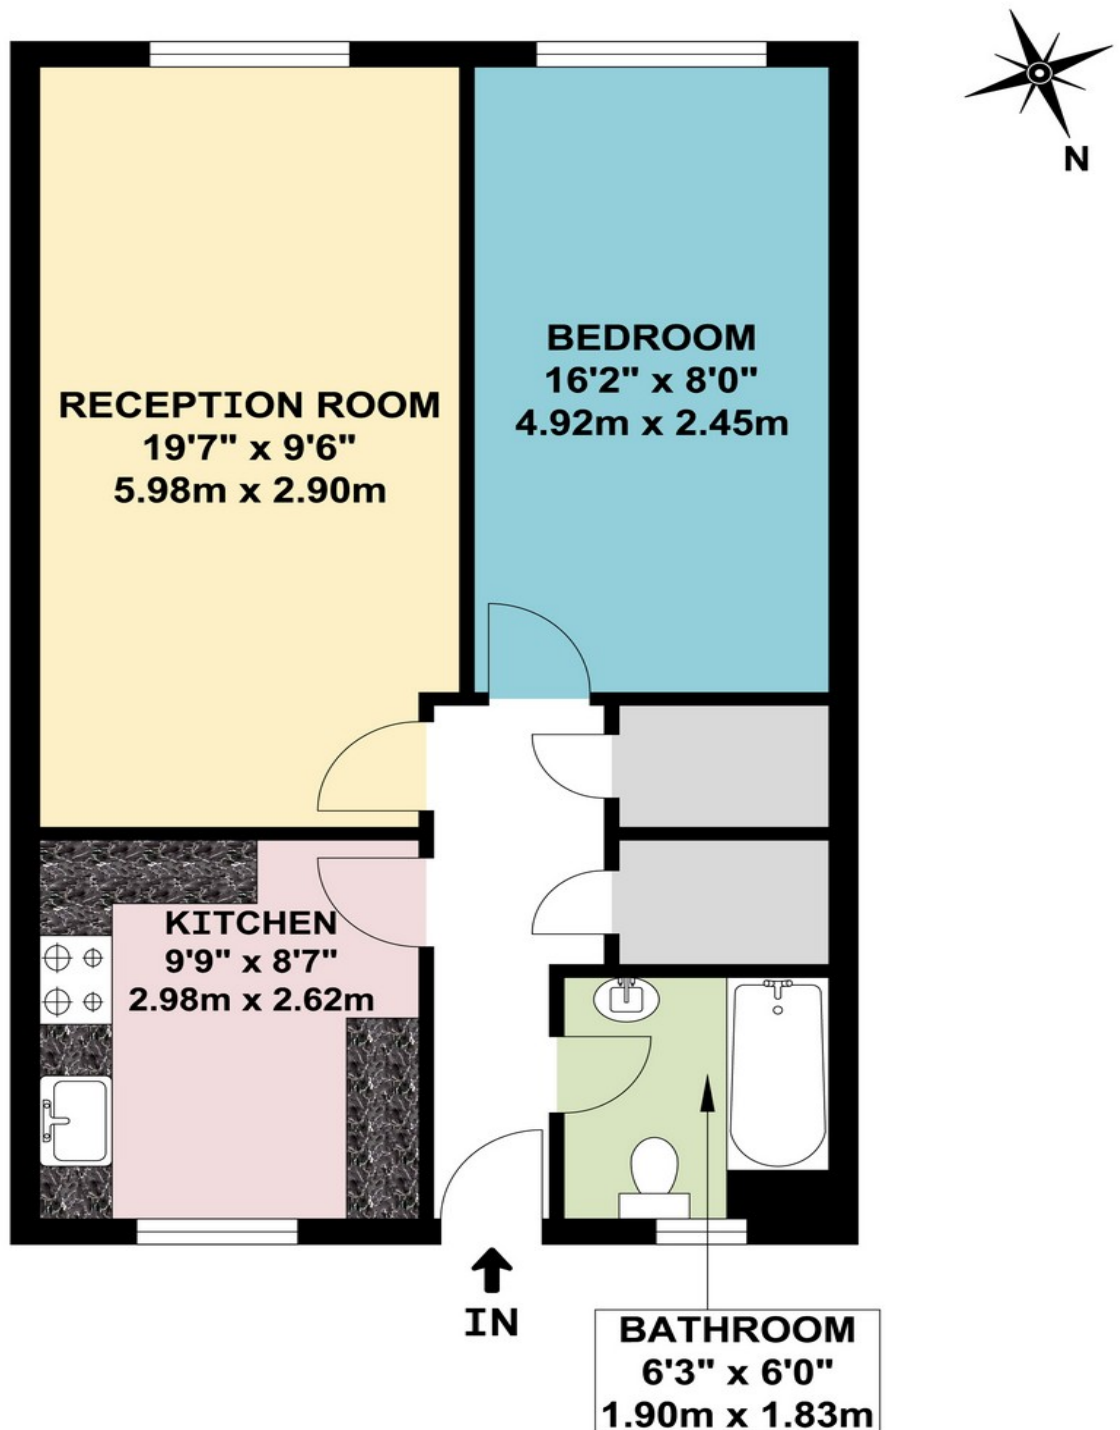 N
RECEPTION ROOM
19'7" x 9'6"
5.98m x 2.90m
BEDROOM
16'2" x 8'0"
4.92m x 2.45m
KITCHEN
9'9" x 8'7"
2.98m x 2.62m
IN
BATHROOM
6'3" x 6'0"
1.90m x 1.83m